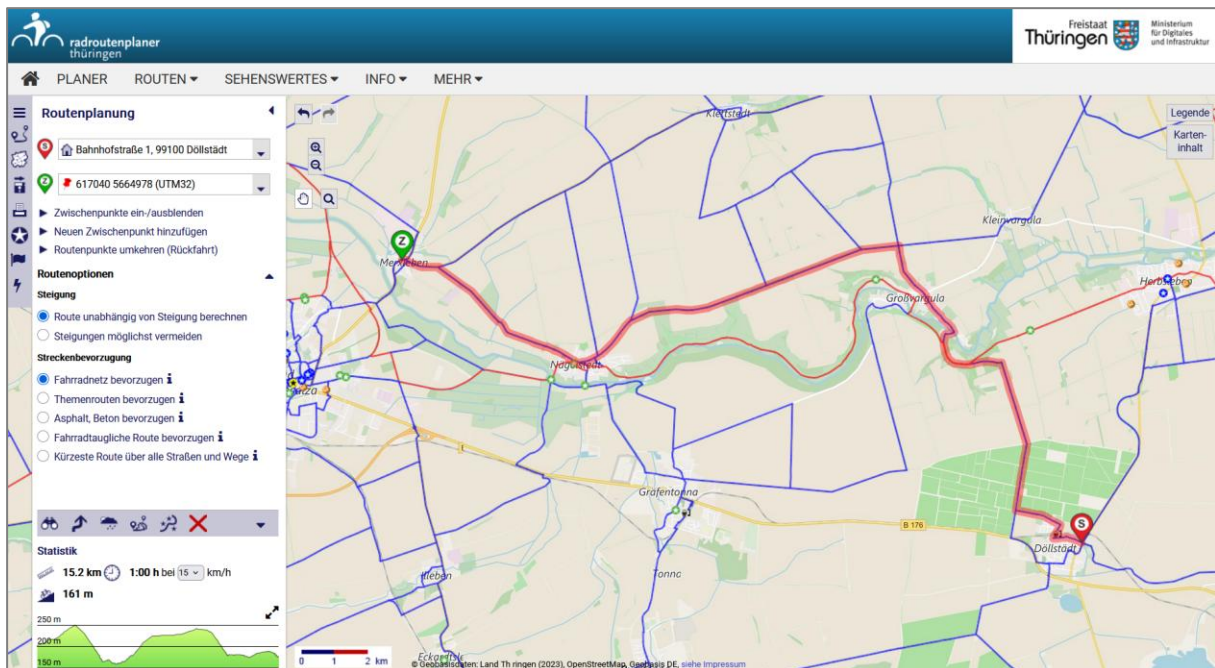 radroutenplaner
thüringen
Freistaat
Thüringen
Ministerium
für Digitales
und Infrastruktur
PLANER ROUTEN SEHENSWERTES INFO MEHR
Routenplanung
S
Bahnhofstraße 1, 99100 Döllstädt
Z
617040 5664978 (UTM32)
Zwischenpunkte ein-/ausblenden
Neuen Zwischenpunkt hinzufügen
Routenpunkte umkehren (Rückfahrt)
Routenoptionen
Steigung
Route unabhängig von Steigung berechnen
Steigungen möglichst vermeiden
Streckenbevorzugung
Fahrradnetz bevorzugen i
Themenrouten bevorzugen i
Asphalt, Beton bevorzugen i
Fahrradtaugliche Route bevorzugen i
Kürzeste Route über alle Straßen und Wege i
Statistik
15.2 km 1:00 h bei 15 km/h
161 m
250 m
200 m
150 m
Legende
Karten-
inhalt
Klettstedt
Kleinvargula
Z
Großvargula
Gräfentonna
B 176
S
Döllstädt
Tonna
Illeben
0 1 2 km
© Geobasisdaten: Land Th ringen (2023), OpenStreetMap, Geobasis DE, siehe Impressum